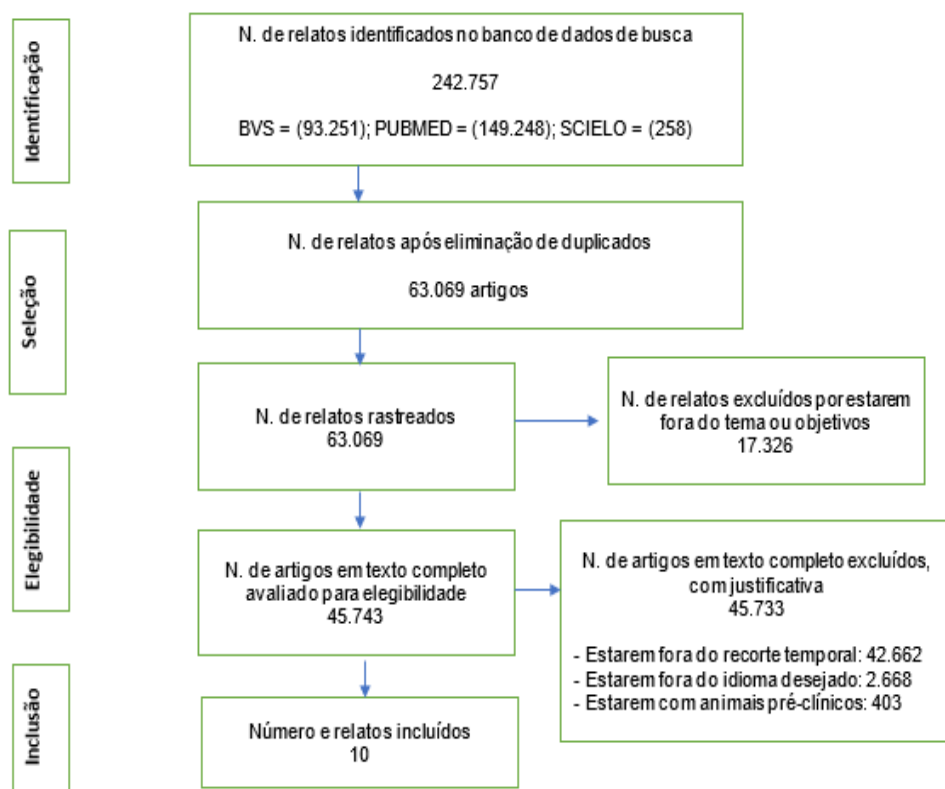 Identificação
N. de relatos identificados no banco de dados de busca
242.757
BVS = (93.251); PUBMED = (149.248); SCIELO = (258)
Seleção
N. de relatos após eliminação de duplicados
63.069 artigos
N. de relatos rastreados
63.069
N. de relatos excluídos por estarem
fora do tema ou objetivos
17.326
Elegibilidade
N. de artigos em texto completo
avaliado para elegibilidade
45.743
N. de artigos em texto completo excluídos,
com justificativa
45.733
- Estarem fora do recorte temporal: 42.662
- Estarem fora do idioma desejado: 2.668
- Estarem com animais pré-clínicos: 403
Inclusão
Número e relatos incluídos
10